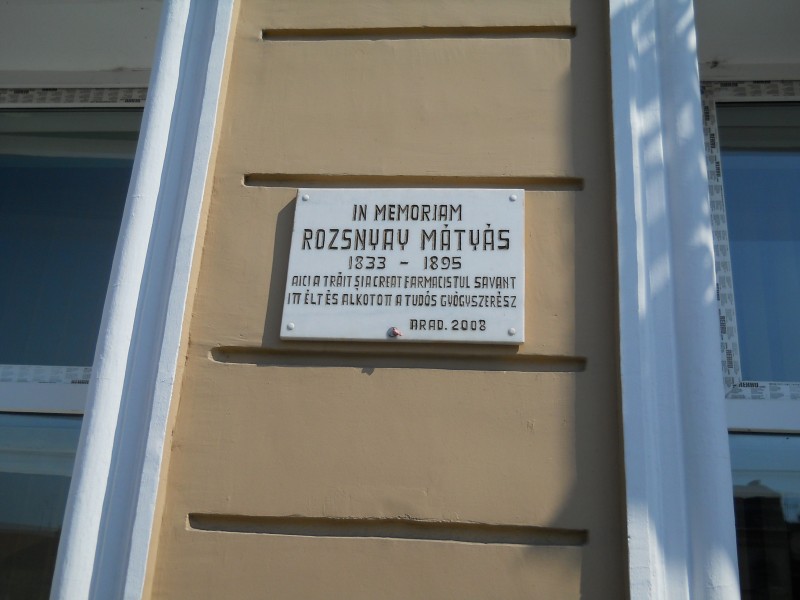 IN MEMORIAM
ROZSNYAY MÁTYÁS
1833 - 1895
AICI A TRĂIT ȘI A CREAT FARMACISTUL SAVANT
ITT ÉLT ÉS ALKOTOTT A TUDÓS GYÓGYSZERÉSZ
ARAD. 2008